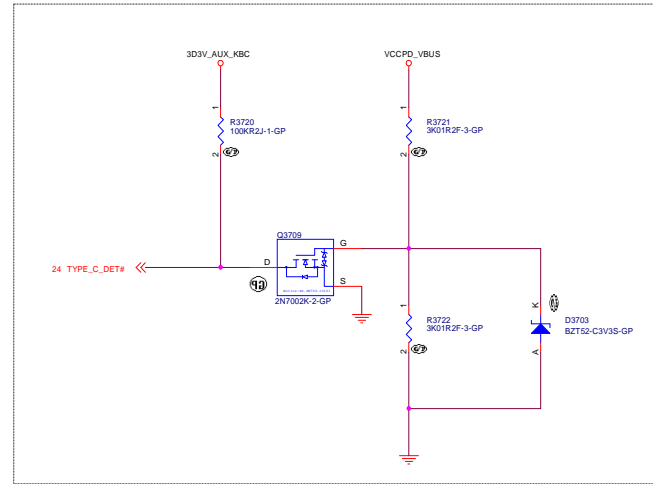 3D3V_AUX_KBC
VCCPD_VBUS
1
R3720
100KR2J-1-GP
2
1
R3721
3K01R2F-3-GP
2
Q3709
G
D
S
2N7002K-2-GP
24 TYPE_C_DET#
1
R3722
3K01R2F-3-GP
2
K
D3703
BZT52-C3V3S-GP
A